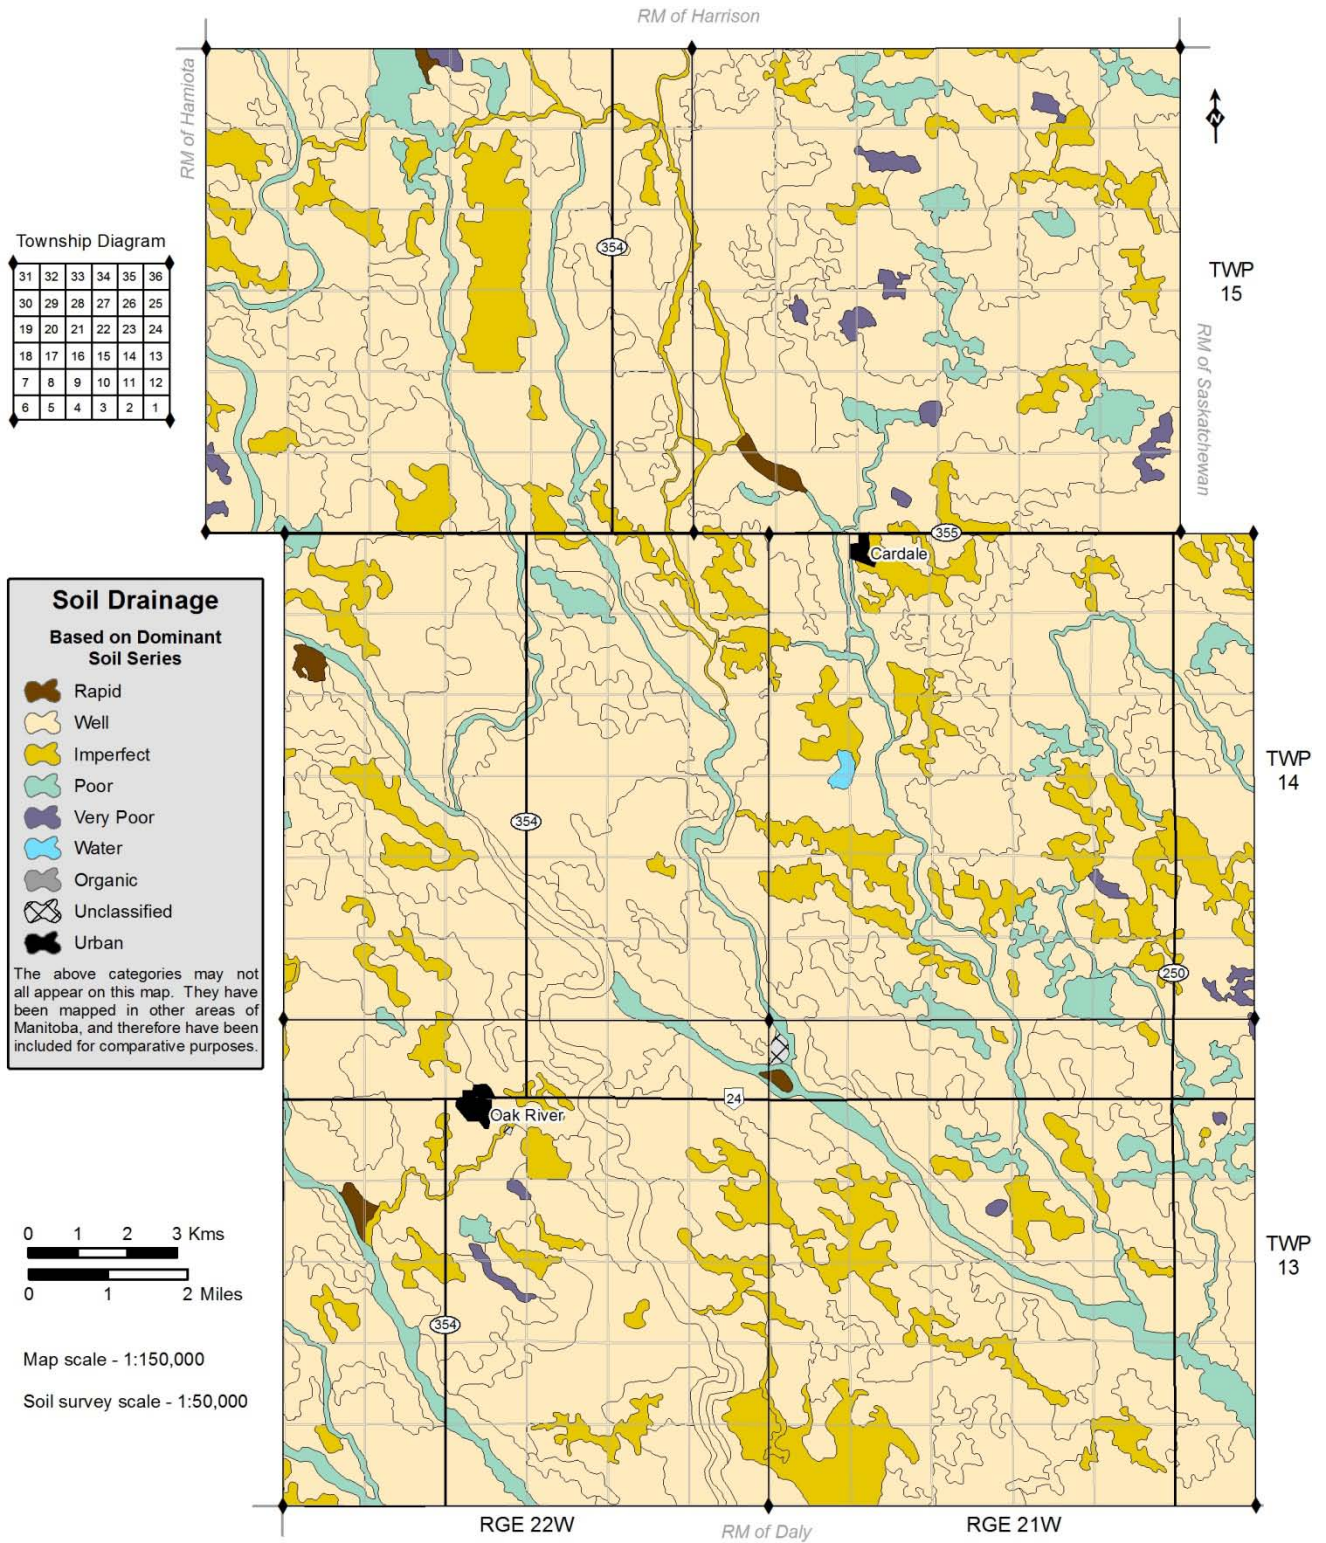 RM of Harrison
RM of Hamiota
N
Township Diagram
31 32 33 34 35 36
30 29 28 27 26 25
19 20 21 22 23 24
18 17 16 15 14 13
7 8 9 10 11 12
6 5 4 3 2 1
354
TWP
15
RM of Saskatchewan
355
Cardale
Soil Drainage
Based on Dominant
Soil Series
Rapid
Well
Imperfect
Poor
Very Poor
Water
Organic
Unclassified
Urban
The above categories may not
all appear on this map. They have
been mapped in other areas of
Manitoba, and therefore have been
included for comparative purposes.
TWP
14
354
250
24
Oak River
0 1 2 3 Kms
0 1 2 Miles
TWP
13
354
Map scale - 1:150,000
Soil survey scale - 1:50,000
RGE 22W
RM of Daly
RGE 21W